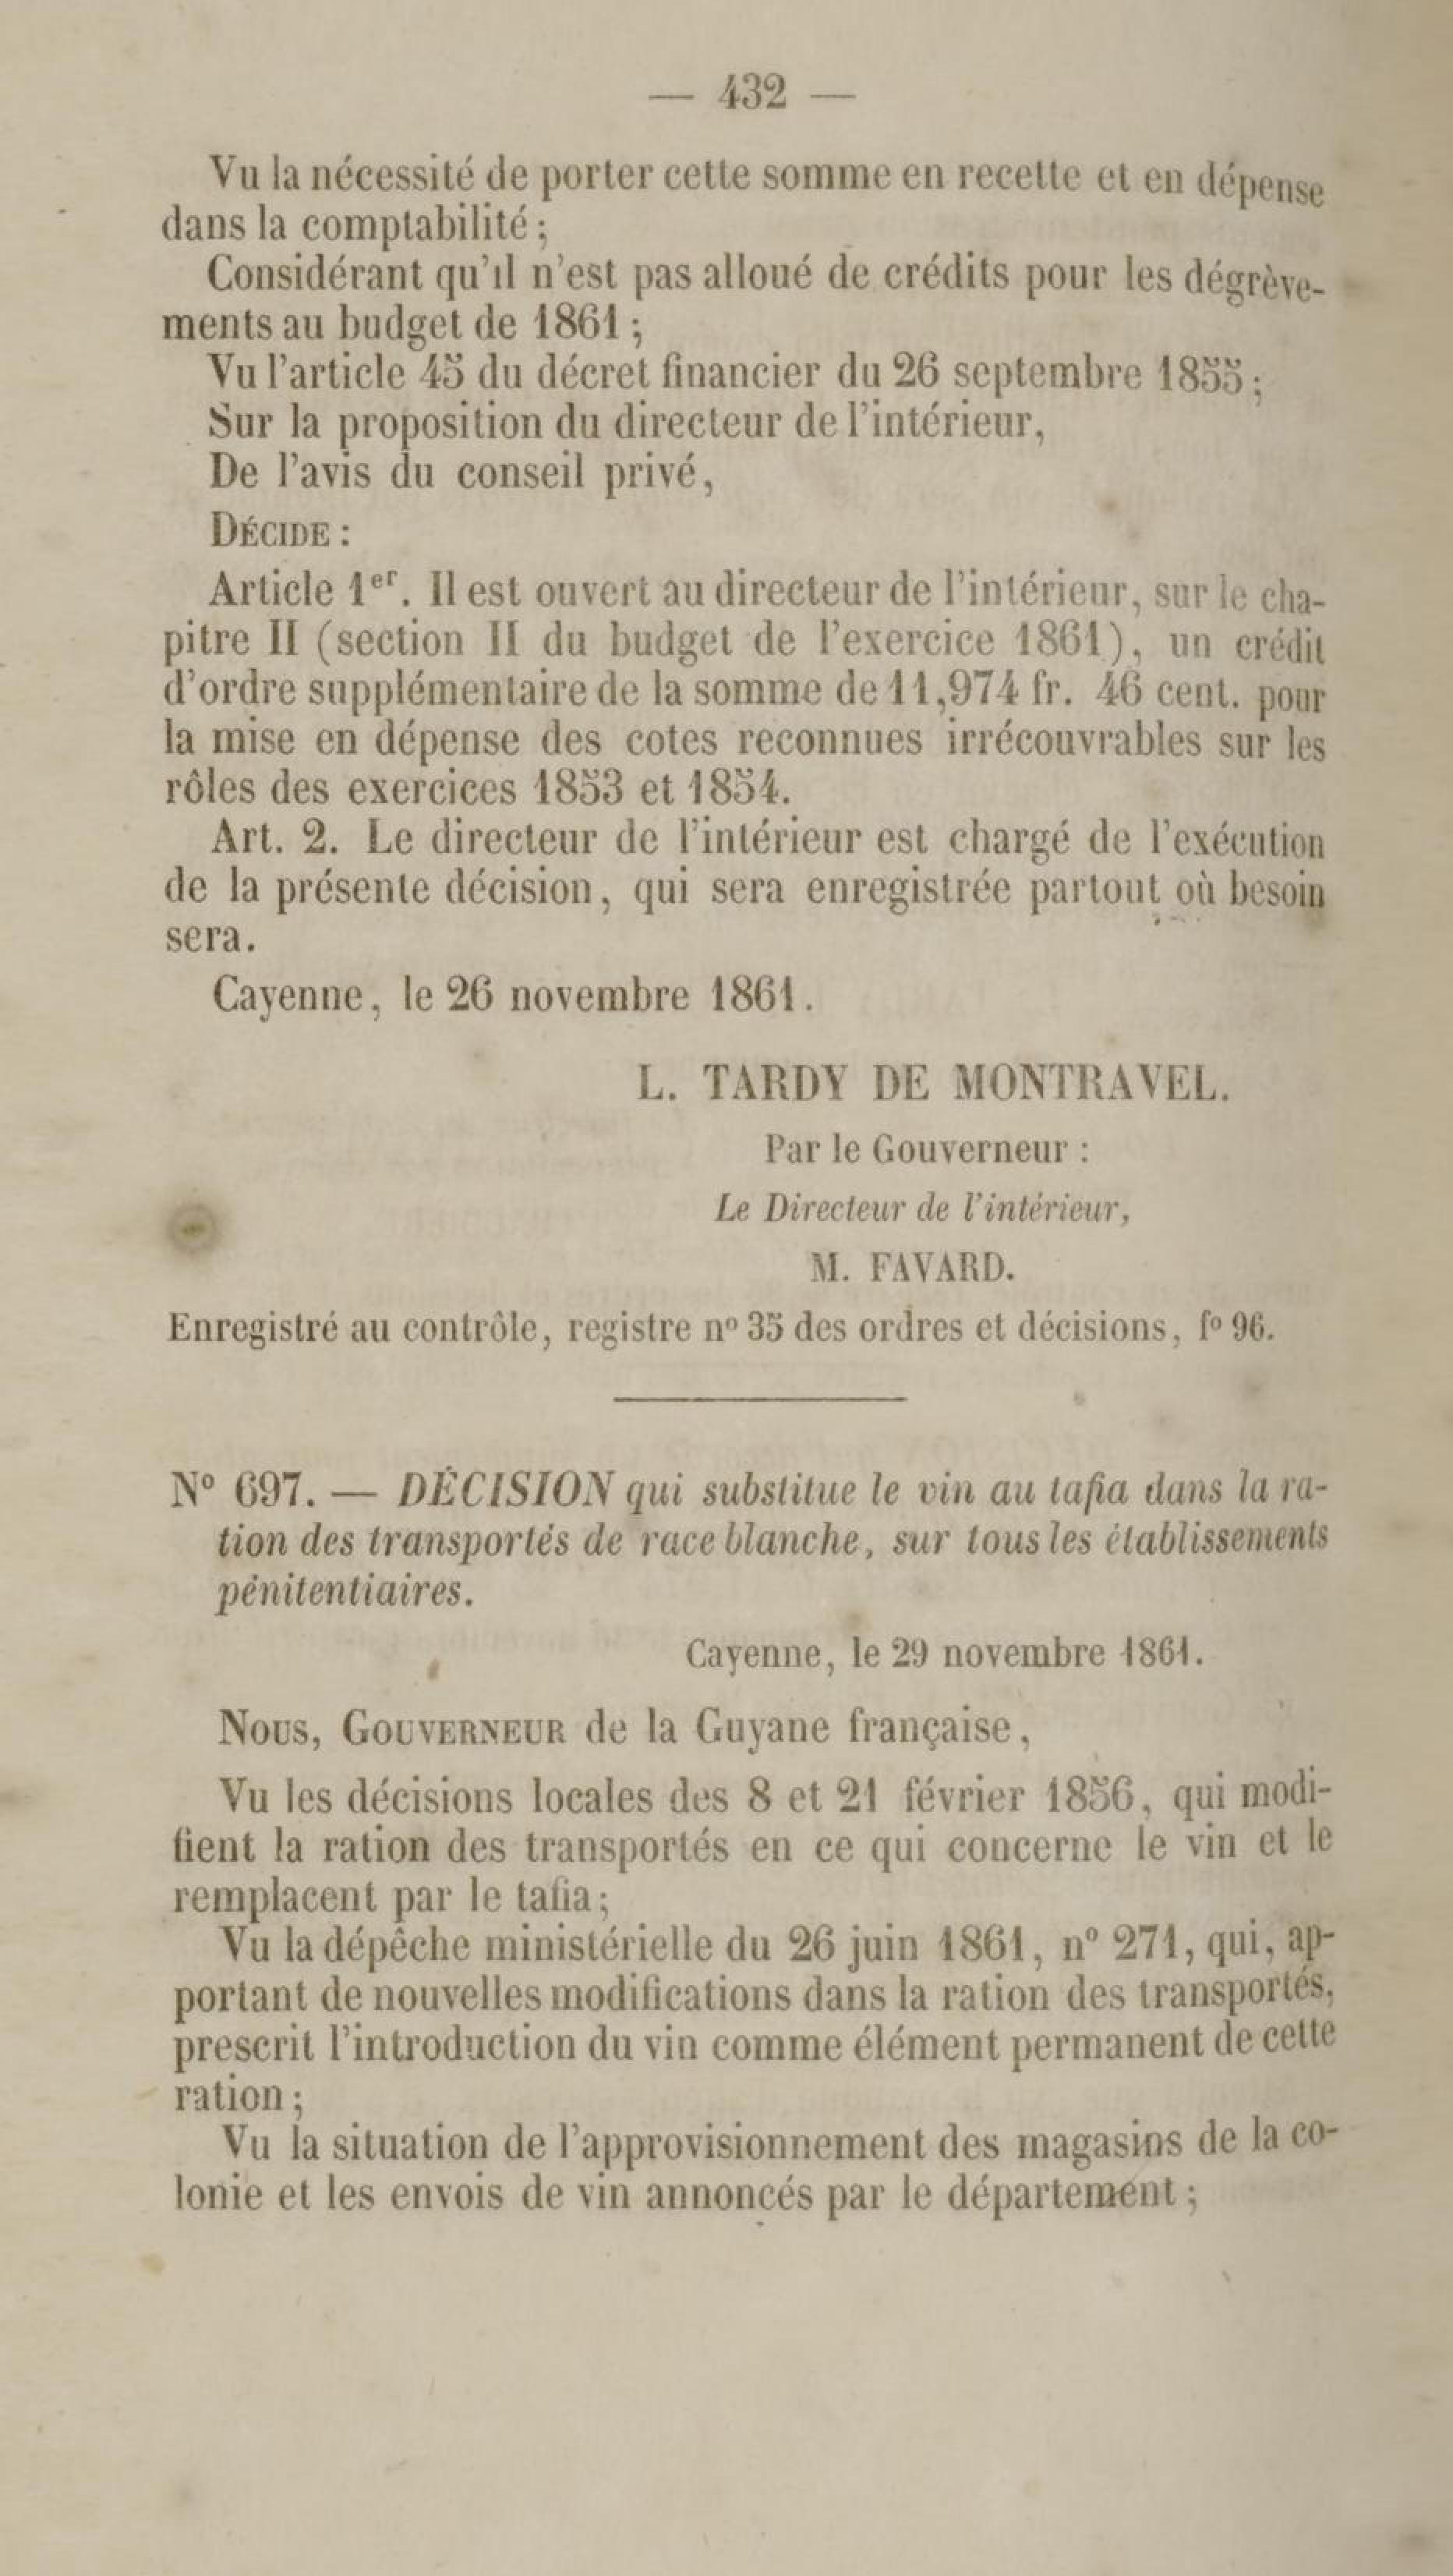 — 432 —
Vu la nécessité de porter cette somme en recette et en dépense
dans la comptabilité ;
Considérant qu'il n'est pas alloué de crédits pour les dégrève-
ments au budget de 1861 ;
Vu l'article 45 du décret financier du 26 septembre 1855 ;
Sur la proposition du directeur de l'intérieur,
De l'avis du conseil privé,
DÉCIDE :
Article 1er. Il est ouvert au directeur de l'intérieur, sur le cha-
pitre II (section II du budget de l'exercice 1861), un crédit
d'ordre supplémentaire de la somme de 11,974 fr. 46 cent. pour
la mise en dépense des cotes reconnues irrécouvrables sur les
rôles des exercices 1853 et 1854.
Art. 2. Le directeur de l'intérieur est chargé de l'exécution
de la présente décision, qui sera enregistrée partout où besoin
sera.
Cayenne, le 26 novembre 1861.
L. TARDY DE MONTRAVEL.
Par le Gouverneur :
Le Directeur de l'intérieur,
M. FAVARD.
Enregistré au contrôle, registre nº 35 des ordres et décisions, fº 96.
Nº 697. — DÉCISION qui substitue le vin au tafia dans la ra-
tion des transportés de race blanche, sur tous les établissements
pénitentiaires.
Cayenne, le 29 novembre 1861.
NOUS, GOUVERNEUR de la Guyane française,
Vu les décisions locales des 8 et 21 février 1856, qui modi-
fient la ration des transportés en ce qui concerne le vin et le
remplacent par le tafia ;
Vu la dépêche ministérielle du 26 juin 1861, nº 271, qui, ap-
portant de nouvelles modifications dans la ration des transportés,
prescrit l'introduction du vin comme élément permanent de cette
ration ;
Vu la situation de l'approvisionnement des magasins de la co-
lonie et les envois de vin annoncés par le département ;